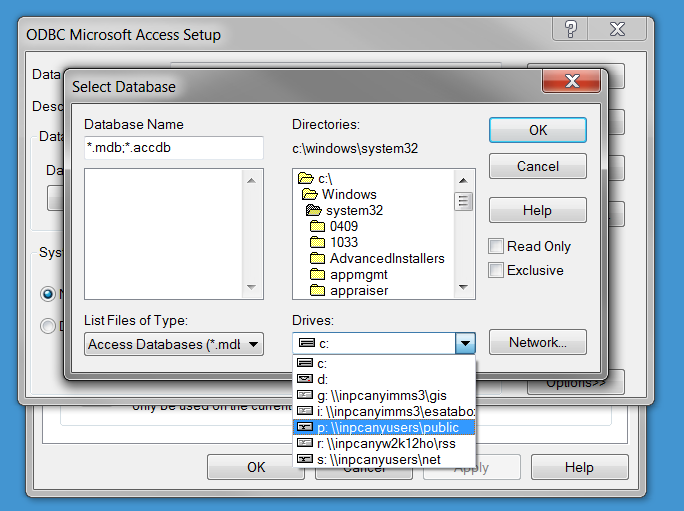 ODBC Microsoft Access Setup
Data
Select Database
Desc
Database Name
Directories:
OK
*.mdb;*.accdb
c:\windows\system32
Data
Cancel
c:\
Da
Windows
system32
Help
0409
1033
Read Only
AdvancedInstallers
Syst
appmgmt
Exclusive
appraiser
List Files of Type:
Drives:
Access Databases (*.mdb
c:
Network...
c:
d:
Options>>
g: \\inpcanyimms3\gis
only be used on the current
i: \\inpcanyimms3\esatabo
p: \\inpcanyusers\public
r: \\inpcanyw2k12ho\rss
s: \\inpcanyusers\net
OK
Cancel
Apply
Help